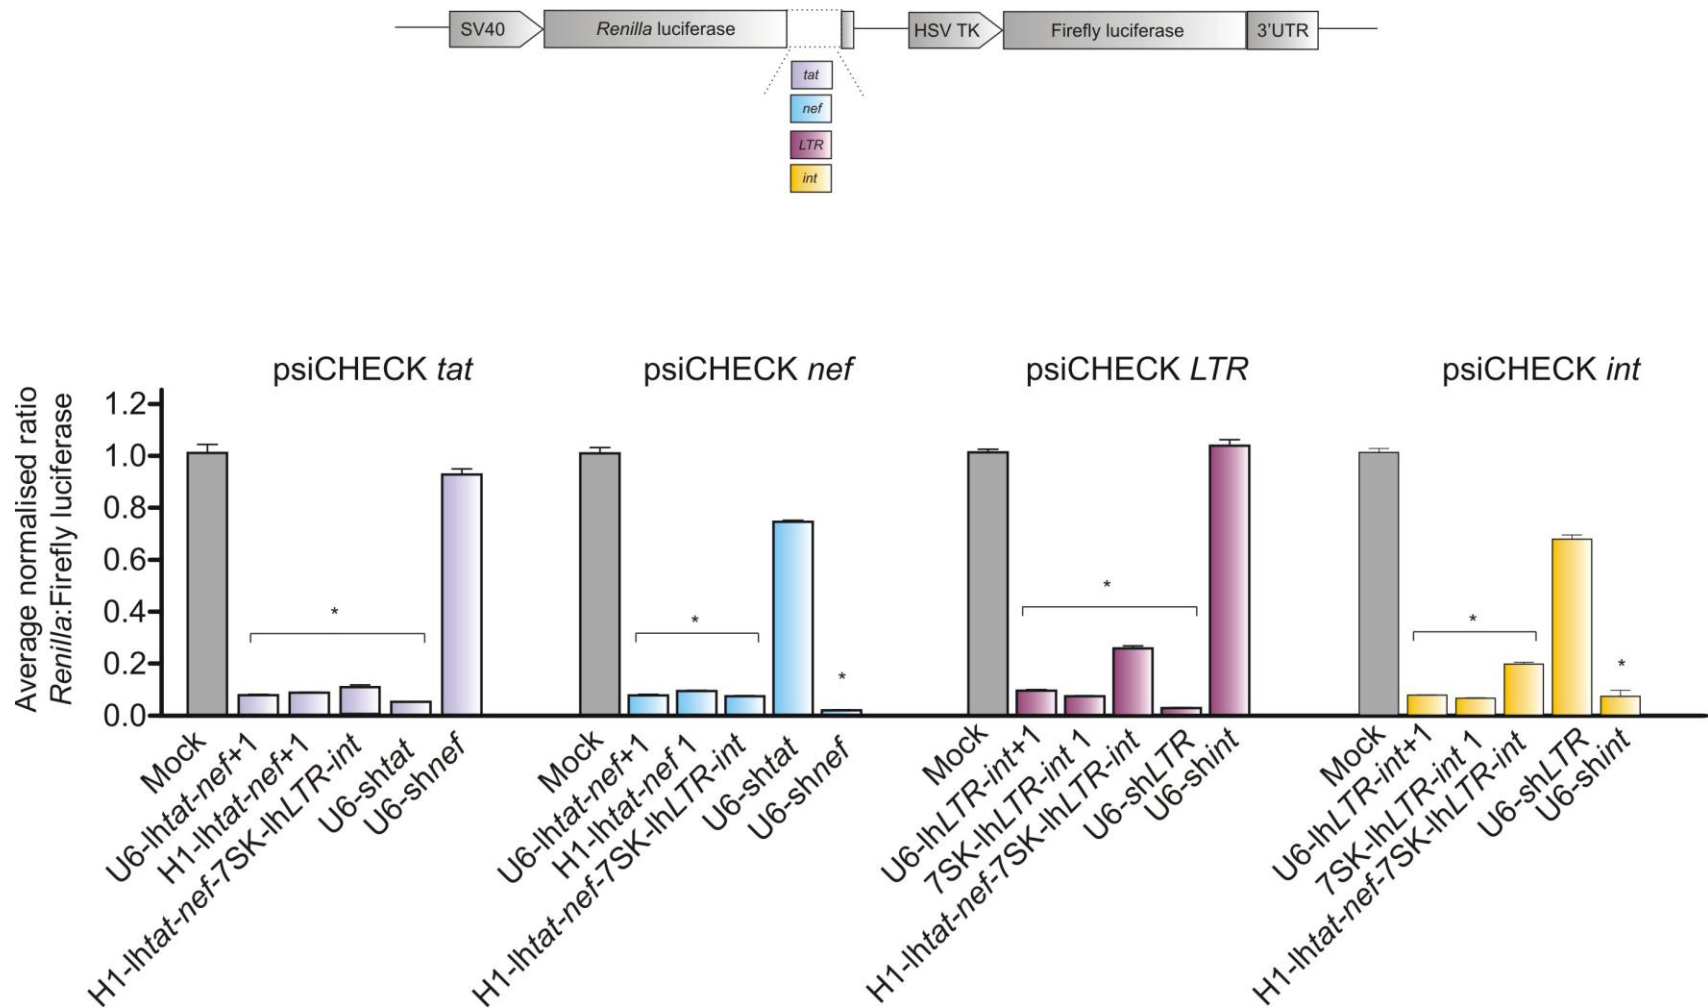 SV40 Renilla luciferase HSV TK Firefly luciferase 3'UTR
tat
nef
LTR
int
psiCHECK tat psiCHECK nef psiCHECK LTR psiCHECK int
Average normalised ratio
Renilla:Firefly luciferase
1.2
1.0
0.8
0.6
0.4
0.2
0.0
* * * * * *
Mock
U6-lhtat-nef+1
H1-lhtat-nef+1
H1-lhtat-nef-7SK-lhLTR-int
U6-shtat
U6-shnef
Mock
U6-lhtat-nef+1
H1-lhtat-nef 1
H1-lhtat-nef-7SK-lhLTR-int
U6-shtat
U6-shnef
Mock
U6-lhLTR-int+1
7SK-lhLTR-int 1
H1-lhtat-nef-7SK-lhLTR-int
U6-shLTR
U6-shint
Mock
U6-lhLTR-int+1
7SK-lhLTR-int 1
H1-lhtat-nef-7SK-lhLTR-int
U6-shLTR
U6-shint